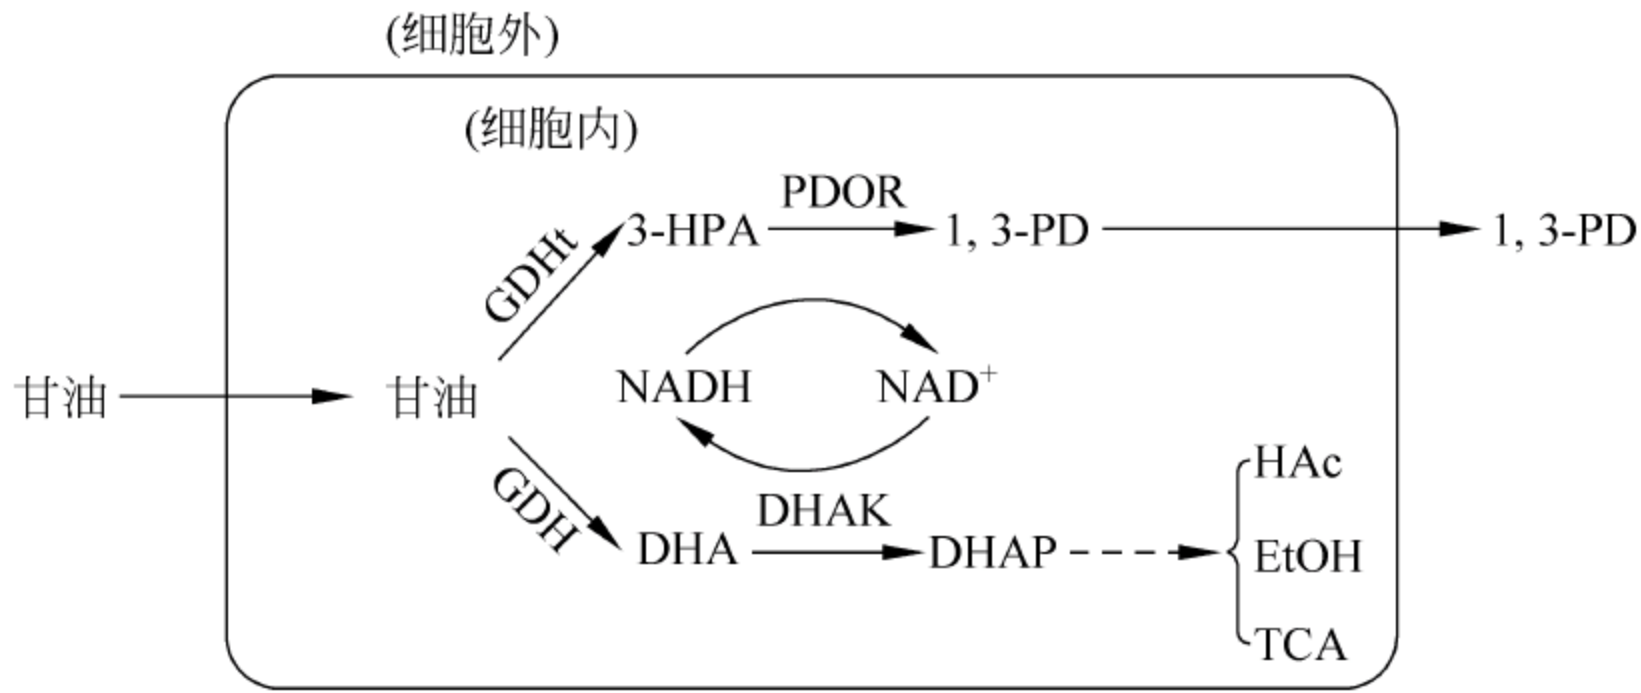 (细胞外)
(细胞内)
PDOR
GDHt
3-HPA
1, 3-PD
1, 3-PD
甘油
甘油
NADH
NAD⁺
GDH
DHAK
DHA
DHAP
HAc
EtOH
TCA